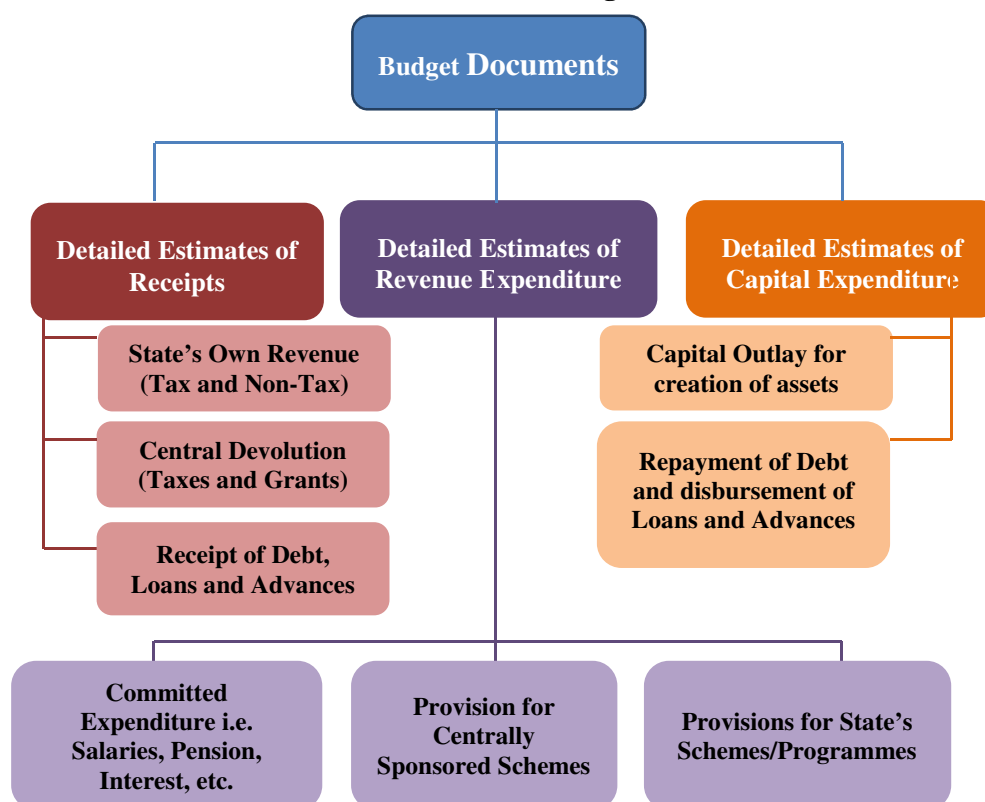 Budget Documents
Detailed Estimates of
Receipts
Detailed Estimates of
Revenue Expenditure
Detailed Estimates of
Capital Expenditure
State’s Own Revenue
(Tax and Non-Tax)
Central Devolution
(Taxes and Grants)
Receipt of Debt,
Loans and Advances
Capital Outlay for
creation of assets
Repayment of Debt
and disbursement of
Loans and Advances
Committed
Expenditure i.e.
Salaries, Pension,
Interest, etc.
Provision for
Centrally
Sponsored Schemes
Provisions for State’s
Schemes/Programmes